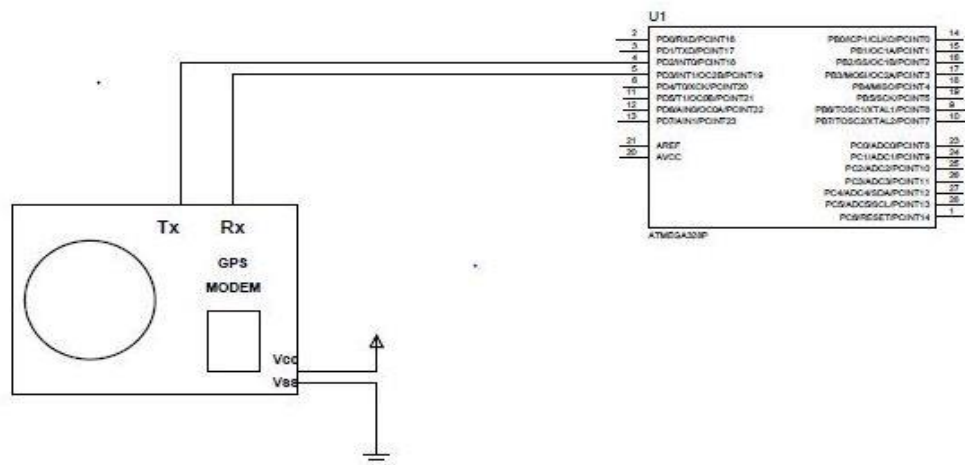 U1
2 PD0/RXD/PCINT16 PB0/ICP1/CLKO/PCINT0 14
3 PD1/TXD/PCINT17 PB1/OC1A/PCINT1 15
4 PD2/INT0/PCINT18 PB2/SS/OC1B/PCINT2 16
5 PD3/INT1/OC2B/PCINT19 PB3/MOSI/OC2A/PCINT3 17
6 PD4/T0/XCK/PCINT20 PB4/MISO/PCINT4 18
11 PD5/T1/OC0B/PCINT21 PB5/SCK/PCINT5 19
12 PD6/AIN0/OC0A/PCINT22 PB6/TOSC1/XTAL1/PCINT6 9
13 PD7/AIN1/PCINT23 PB7/TOSC2/XTAL2/PCINT7 10
21 AREF PC0/ADC0/PCINT8 23
20 AVCC PC1/ADC1/PCINT9 24
PC2/ADC2/PCINT10 25
PC3/ADC3/PCINT11 26
PC4/ADC4/SDA/PCINT12 27
PC5/ADC5/SCL/PCINT13 28
PC6/RESET/PCINT14 1
ATMEGA328P
Tx Rx
GPS
MODEM
Vcc
Vss